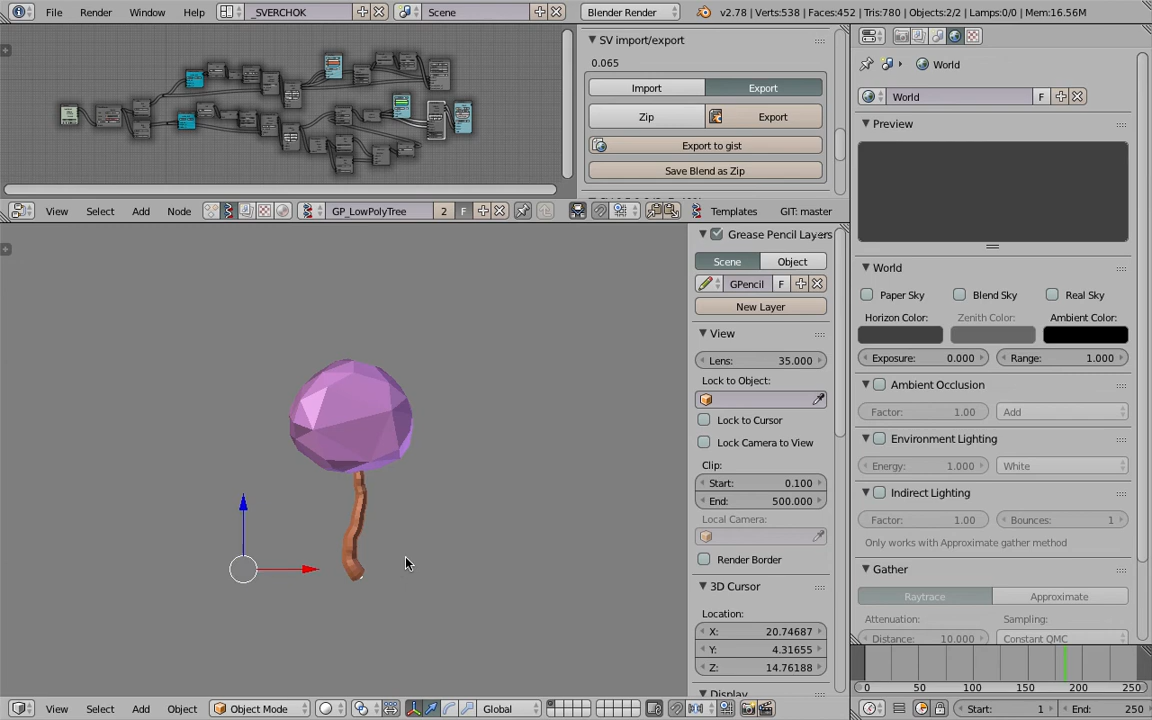 File Render Window Help _SVERCHOK Scene Blender Render v2.78 | Verts:538 | Faces:452 | Tris:780 | Objects:2/2 | Lamps:0/0 | Mem:16.56M
SV import/export
0.065
Import Export
Zip Export
Export to gist
Save Blend as Zip
View Select Add Node GP_LowPolyTree 2 F Templates GIT: master
Grease Pencil Layers
Scene Object
GPencil F
New Layer
View
Lens: 35.000
Lock to Object:
Lock to Cursor
Lock Camera to View
Clip:
Start: 0.100
End: 500.000
Local Camera:
Render Border
3D Cursor
Location:
X: 20.74687
Y: 4.31655
Z: 14.76188
Display
View Select Add Object Object Mode Global
World
World F
Preview
World
Paper Sky Blend Sky Real Sky
Horizon Color: Zenith Color: Ambient Color:
Exposure: 0.000 Range: 1.000
Ambient Occlusion
Factor: 1.00 Add
Environment Lighting
Energy: 1.000 White
Indirect Lighting
Factor: 1.00 Bounces: 1
Only works with Approximate gather method
Gather
Raytrace Approximate
Attenuation: Sampling:
Distance: 10.000 Constant QMC
0 50 100 150 200 250
Start: 1 End: 250